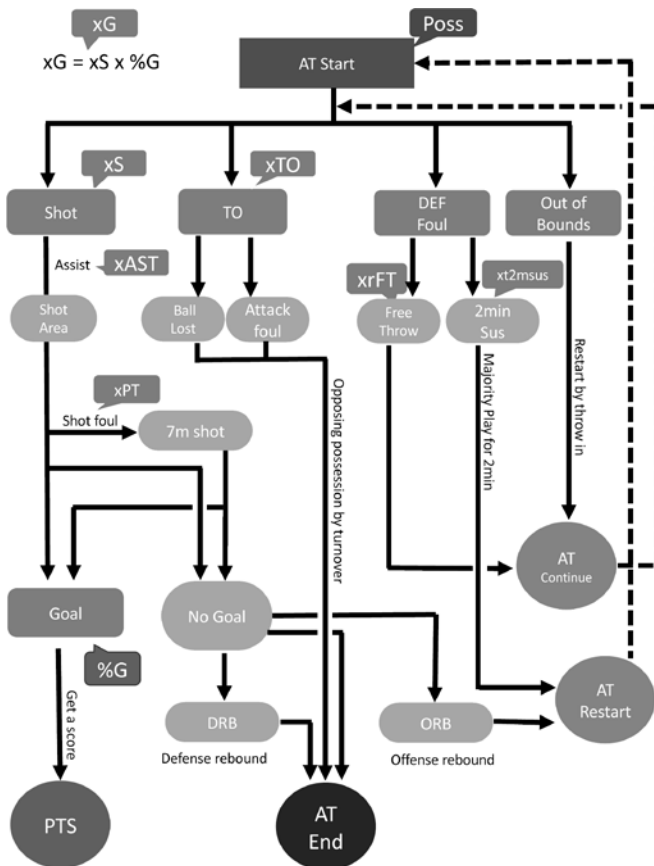 xG
Poss
xG = xS x %G
AT Start
xS
xTO
Shot
TO
DEF
Foul
Out of
Bounds
Assist
xAST
xrFT
xt2msus
Shot
Area
Ball
Lost
Attack
foul
Free
Throw
2min
Sus
xPT
Shot foul
7m shot
Opposing possession by turnover
Majority Play for 2min
Restart by throw in
AT
Continue
Goal
No Goal
%G
Get a score
DRB
ORB
AT
Restart
Defense rebound
Offense rebound
PTS
AT
End